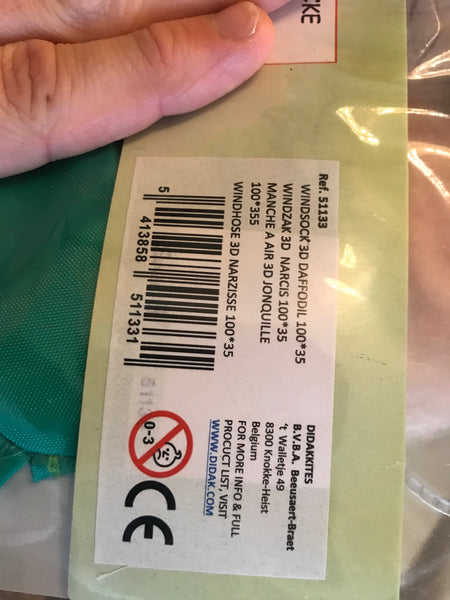 Ref. 51133
WINDSOCK 3D DAFFODIL 100*35
WINDZAK 3D NARCIS 100*35
MANCHE A AIR 3D JONQUILLE
100*355
WINDHOSE 3D NARZISSE 100*35
5 413858 511331
DIDAKKITES
B.V.B.A. Beeusaert-Braet
't Walletje 49
8300 Knokke-Heist
Belgium
FOR MORE INFO & FULL
PROCUCT LIST, VISIT
WWW.DIDAK.COM
0-3
CE